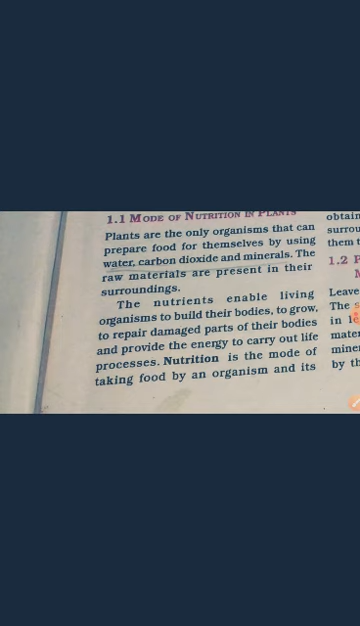 1.1 MODE OF NUTRITION IN PLANTS
Plants are the only organisms that can
prepare food for themselves by using
water, carbon dioxide and minerals. The
raw materials are present in their
surroundings.
The nutrients enable living
organisms to build their bodies, to grow,
to repair damaged parts of their bodies
and provide the energy to carry out life
processes. Nutrition is the mode of
taking food by an organism and its
obtain
surrou
them t
1.2 P
M
Leave
The
in
mater
miner
by th